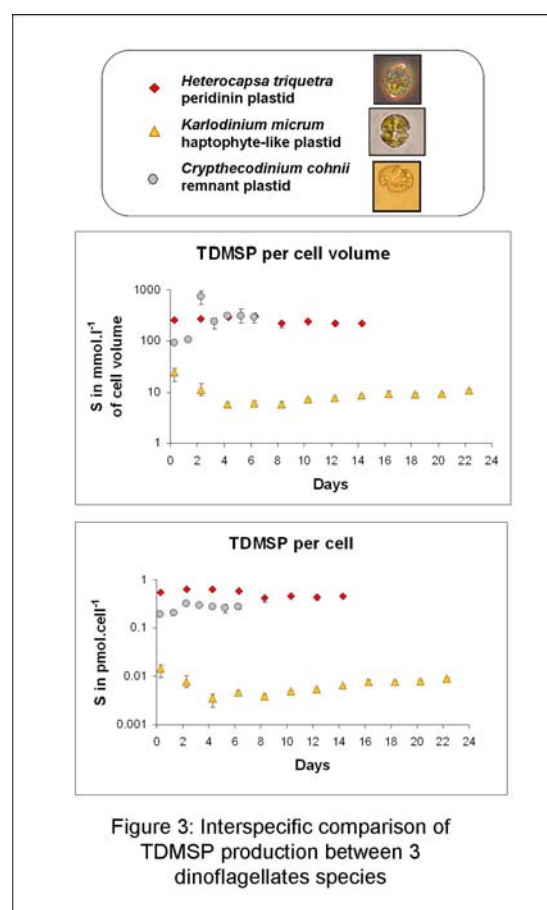 Heterocapsa triquetra
peridinin plastid
Karlodinium micrum
haptophyte-like plastid
Crypthecodinium cohnii
remnant plastid
TDMSP per cell volume
S in mmol.l-1
of cell volume
1000
100
10
1
0 2 4 6 8 10 12 14 16 18 20 22 24
Days
TDMSP per cell
S in pmol.cell-1
1
0.1
0.01
0.001
0 2 4 6 8 10 12 14 16 18 20 22 24
Days
Figure 3: Interspecific comparison of
TDMSP production between 3
dinoflagellates species